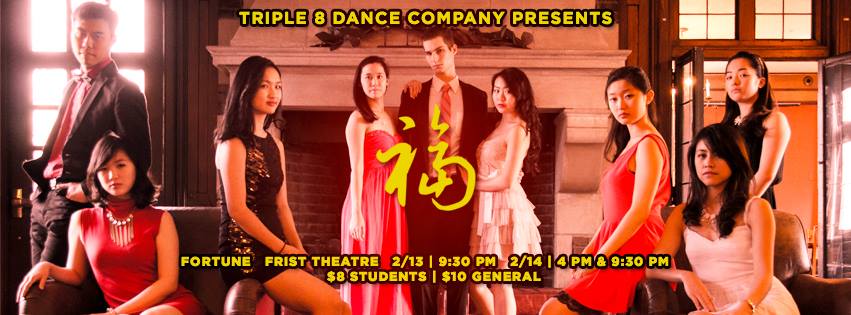 TRIPLE 8 DANCE COMPANY PRESENTS
福
FORTUNE FRIST THEATRE 2/13 | 9:30 PM 2/14 | 4 PM & 9:30 PM
$8 STUDENTS | $10 GENERAL